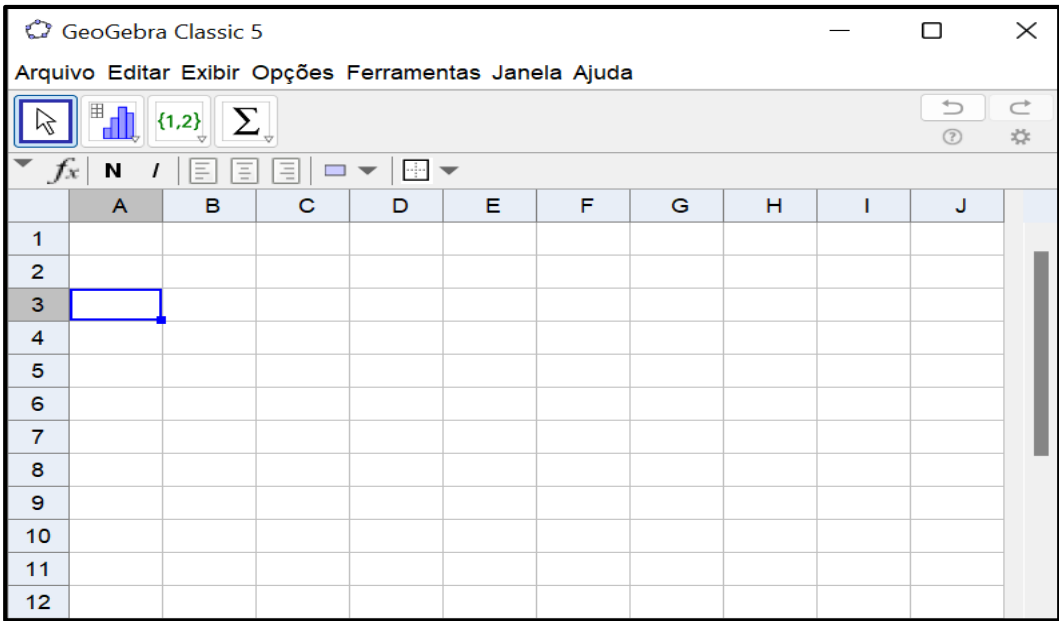 GeoGebra Classic 5
Arquivo Editar Exibir Opções Ferramentas Janela Ajuda
{1,2} Σ
fx N I
A B C D E F G H I J
1
2
3
4
5
6
7
8
9
10
11
12